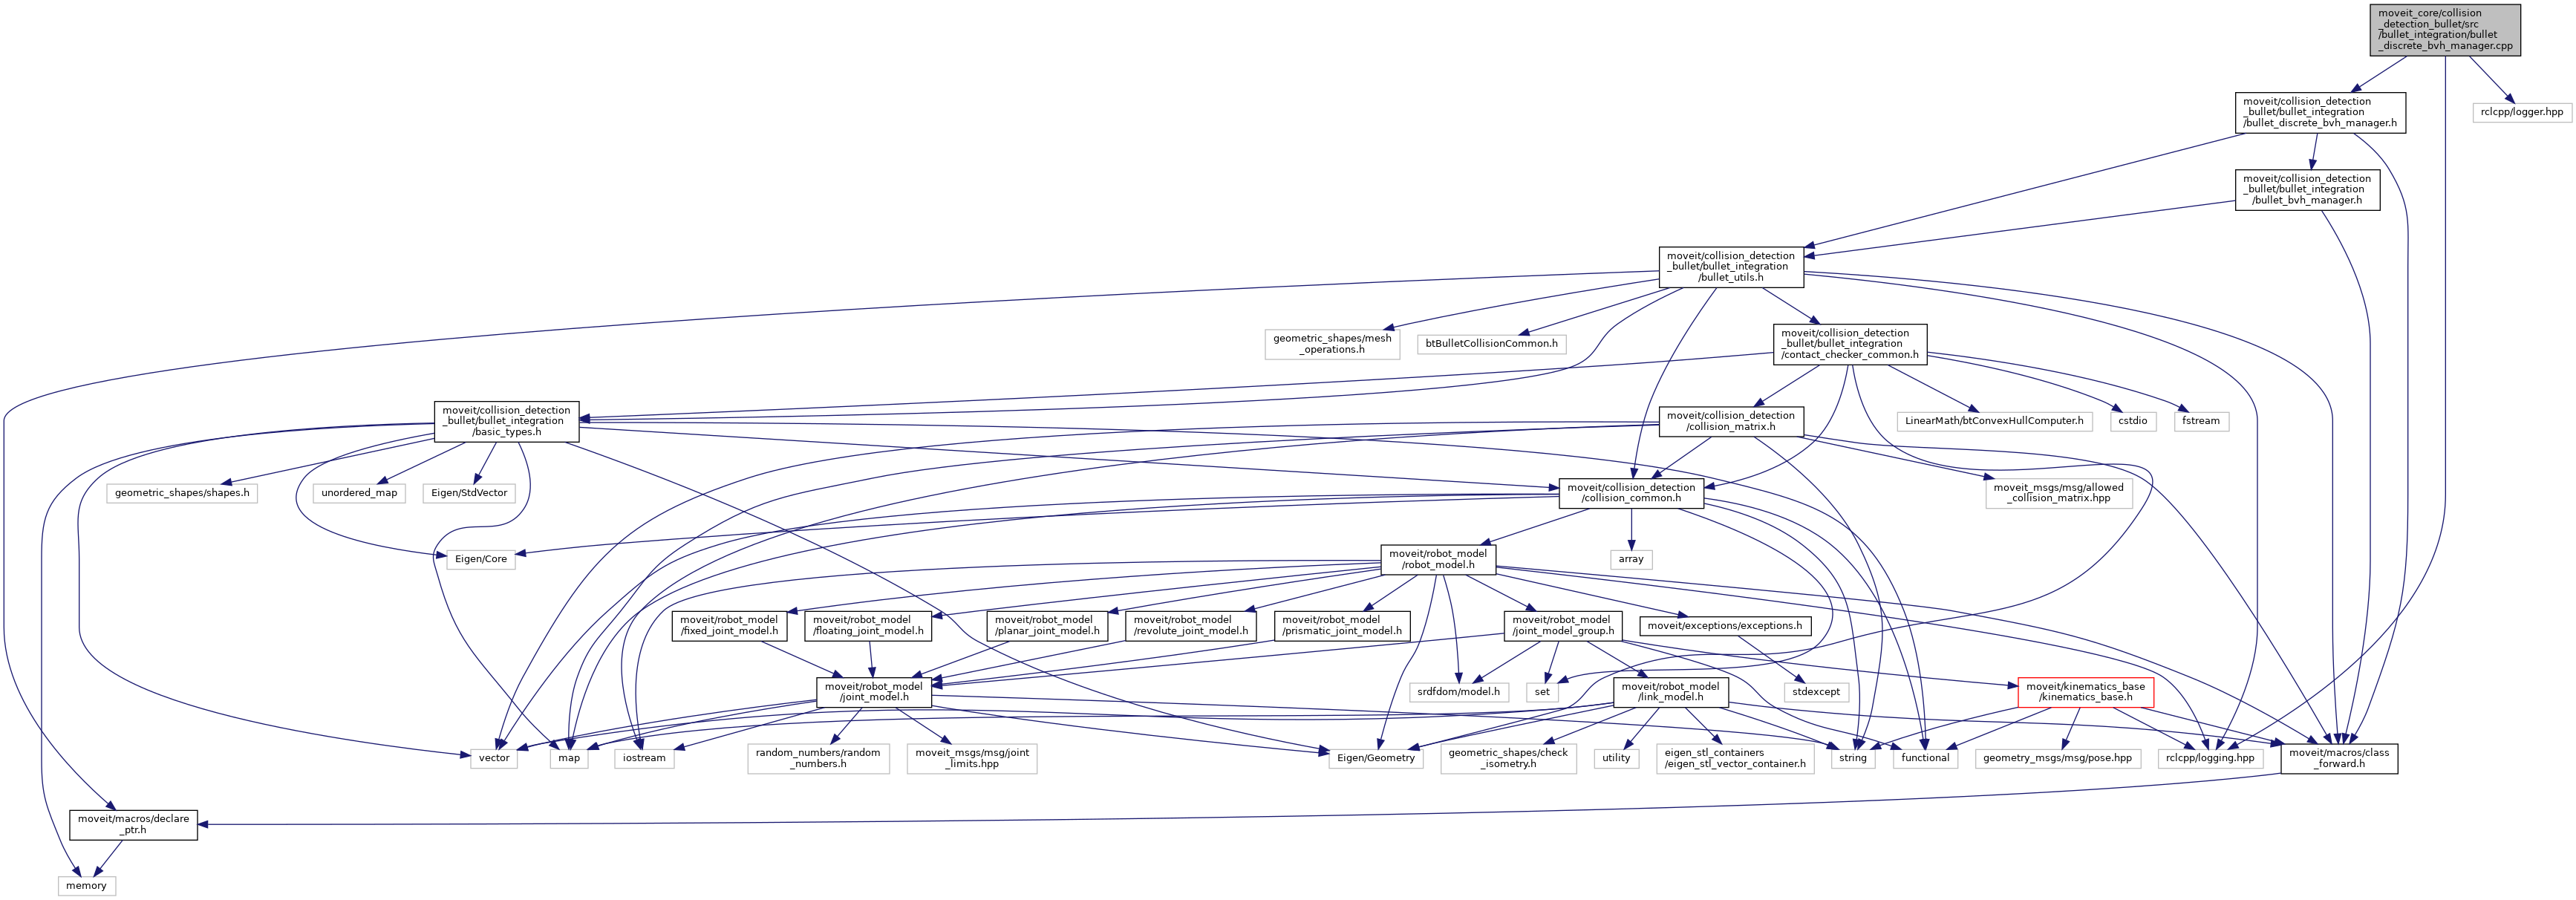 moveit_core/collision
_detection_bullet/src
/bullet_integration/bullet
_discrete_bvh_manager.cpp
moveit/collision_detection
_bullet/bullet_integration
/bullet_discrete_bvh_manager.h
rclcpp/logger.hpp
moveit/collision_detection
_bullet/bullet_integration
/bullet_bvh_manager.h
moveit/collision_detection
_bullet/bullet_integration
/bullet_utils.h
geometric_shapes/mesh
_operations.h
btBulletCollisionCommon.h
moveit/collision_detection
_bullet/bullet_integration
/contact_checker_common.h
moveit/collision_detection
_bullet/bullet_integration
/basic_types.h
moveit/collision_detection
/collision_matrix.h
LinearMath/btConvexHullComputer.h
cstdio
fstream
geometric_shapes/shapes.h
unordered_map
Eigen/StdVector
moveit/collision_detection
/collision_common.h
moveit_msgs/msg/allowed
_collision_matrix.hpp
Eigen/Core
moveit/robot_model
/robot_model.h
array
moveit/robot_model
/fixed_joint_model.h
moveit/robot_model
/floating_joint_model.h
moveit/robot_model
/planar_joint_model.h
moveit/robot_model
/revolute_joint_model.h
moveit/robot_model
/prismatic_joint_model.h
moveit/robot_model
/joint_model_group.h
moveit/exceptions/exceptions.h
moveit/robot_model
/joint_model.h
srdfdom/model.h
set
moveit/robot_model
/link_model.h
stdexcept
moveit/kinematics_base
/kinematics_base.h
vector
map
iostream
random_numbers/random
_numbers.h
moveit_msgs/msg/joint
_limits.hpp
Eigen/Geometry
geometric_shapes/check
_isometry.h
utility
eigen_stl_containers
/eigen_stl_vector_container.h
string
functional
geometry_msgs/msg/pose.hpp
rclcpp/logging.hpp
moveit/macros/class
_forward.h
moveit/macros/declare
_ptr.h
memory